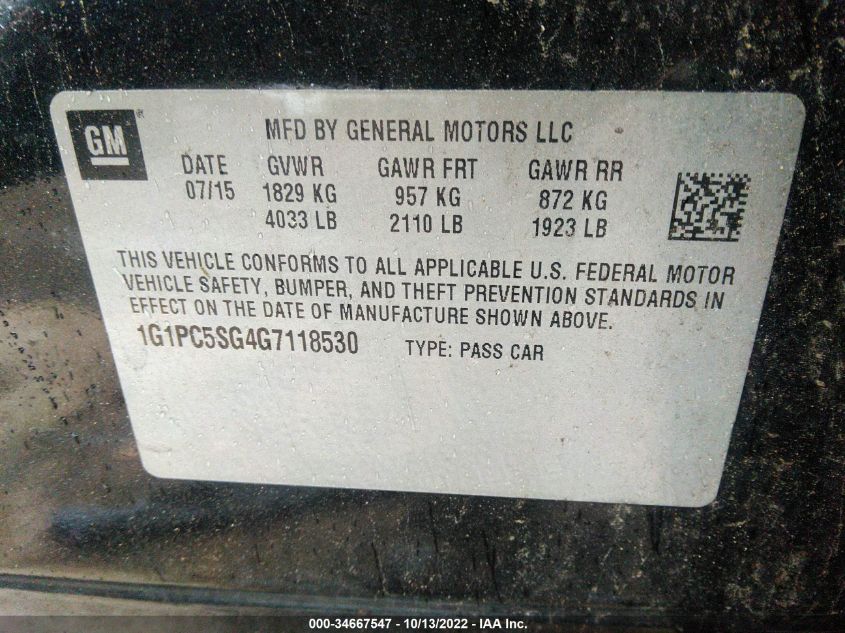 GM
MFD BY GENERAL MOTORS LLC
DATE GVWR GAWR FRT GAWR RR
07/15 1829 KG 957 KG 872 KG
4033 LB 2110 LB 1923 LB
THIS VEHICLE CONFORMS TO ALL APPLICABLE U.S. FEDERAL MOTOR
VEHICLE SAFETY, BUMPER, AND THEFT PREVENTION STANDARDS IN
EFFECT ON THE DATE OF MANUFACTURE SHOWN ABOVE.
1G1PC5SG4G7118530 TYPE: PASS CAR
000-34667547 - 10/13/2022 - IAA Inc.